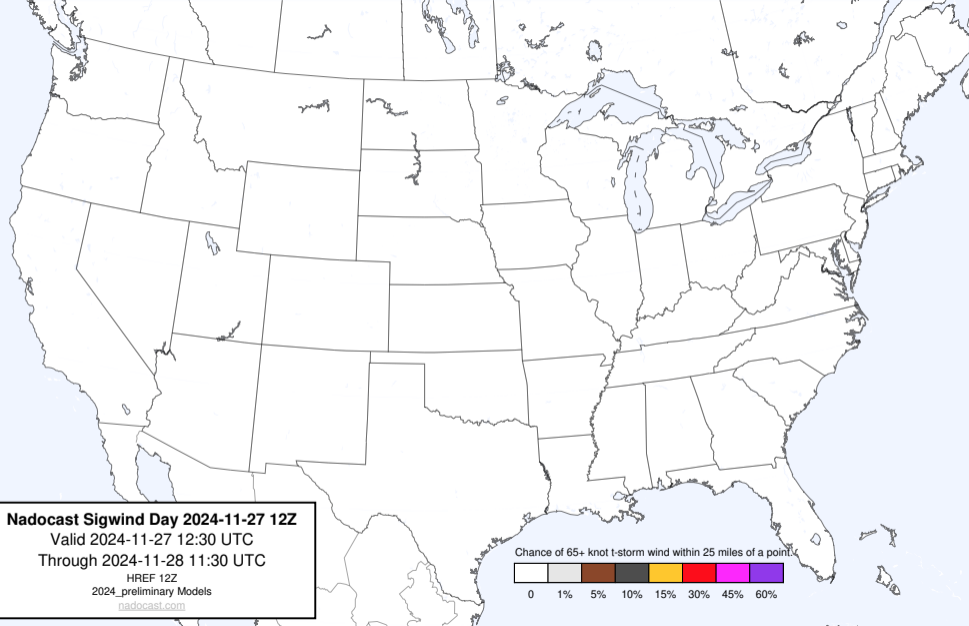 Nadocast Sigwind Day 2024-11-27 12Z
Valid 2024-11-27 12:30 UTC
Through 2024-11-28 11:30 UTC
HREF 12Z
2024_preliminary Models
nadocast.com
Chance of 65+ knot t-storm wind within 25 miles of a point.
0 1% 5% 10% 15% 30% 45% 60%